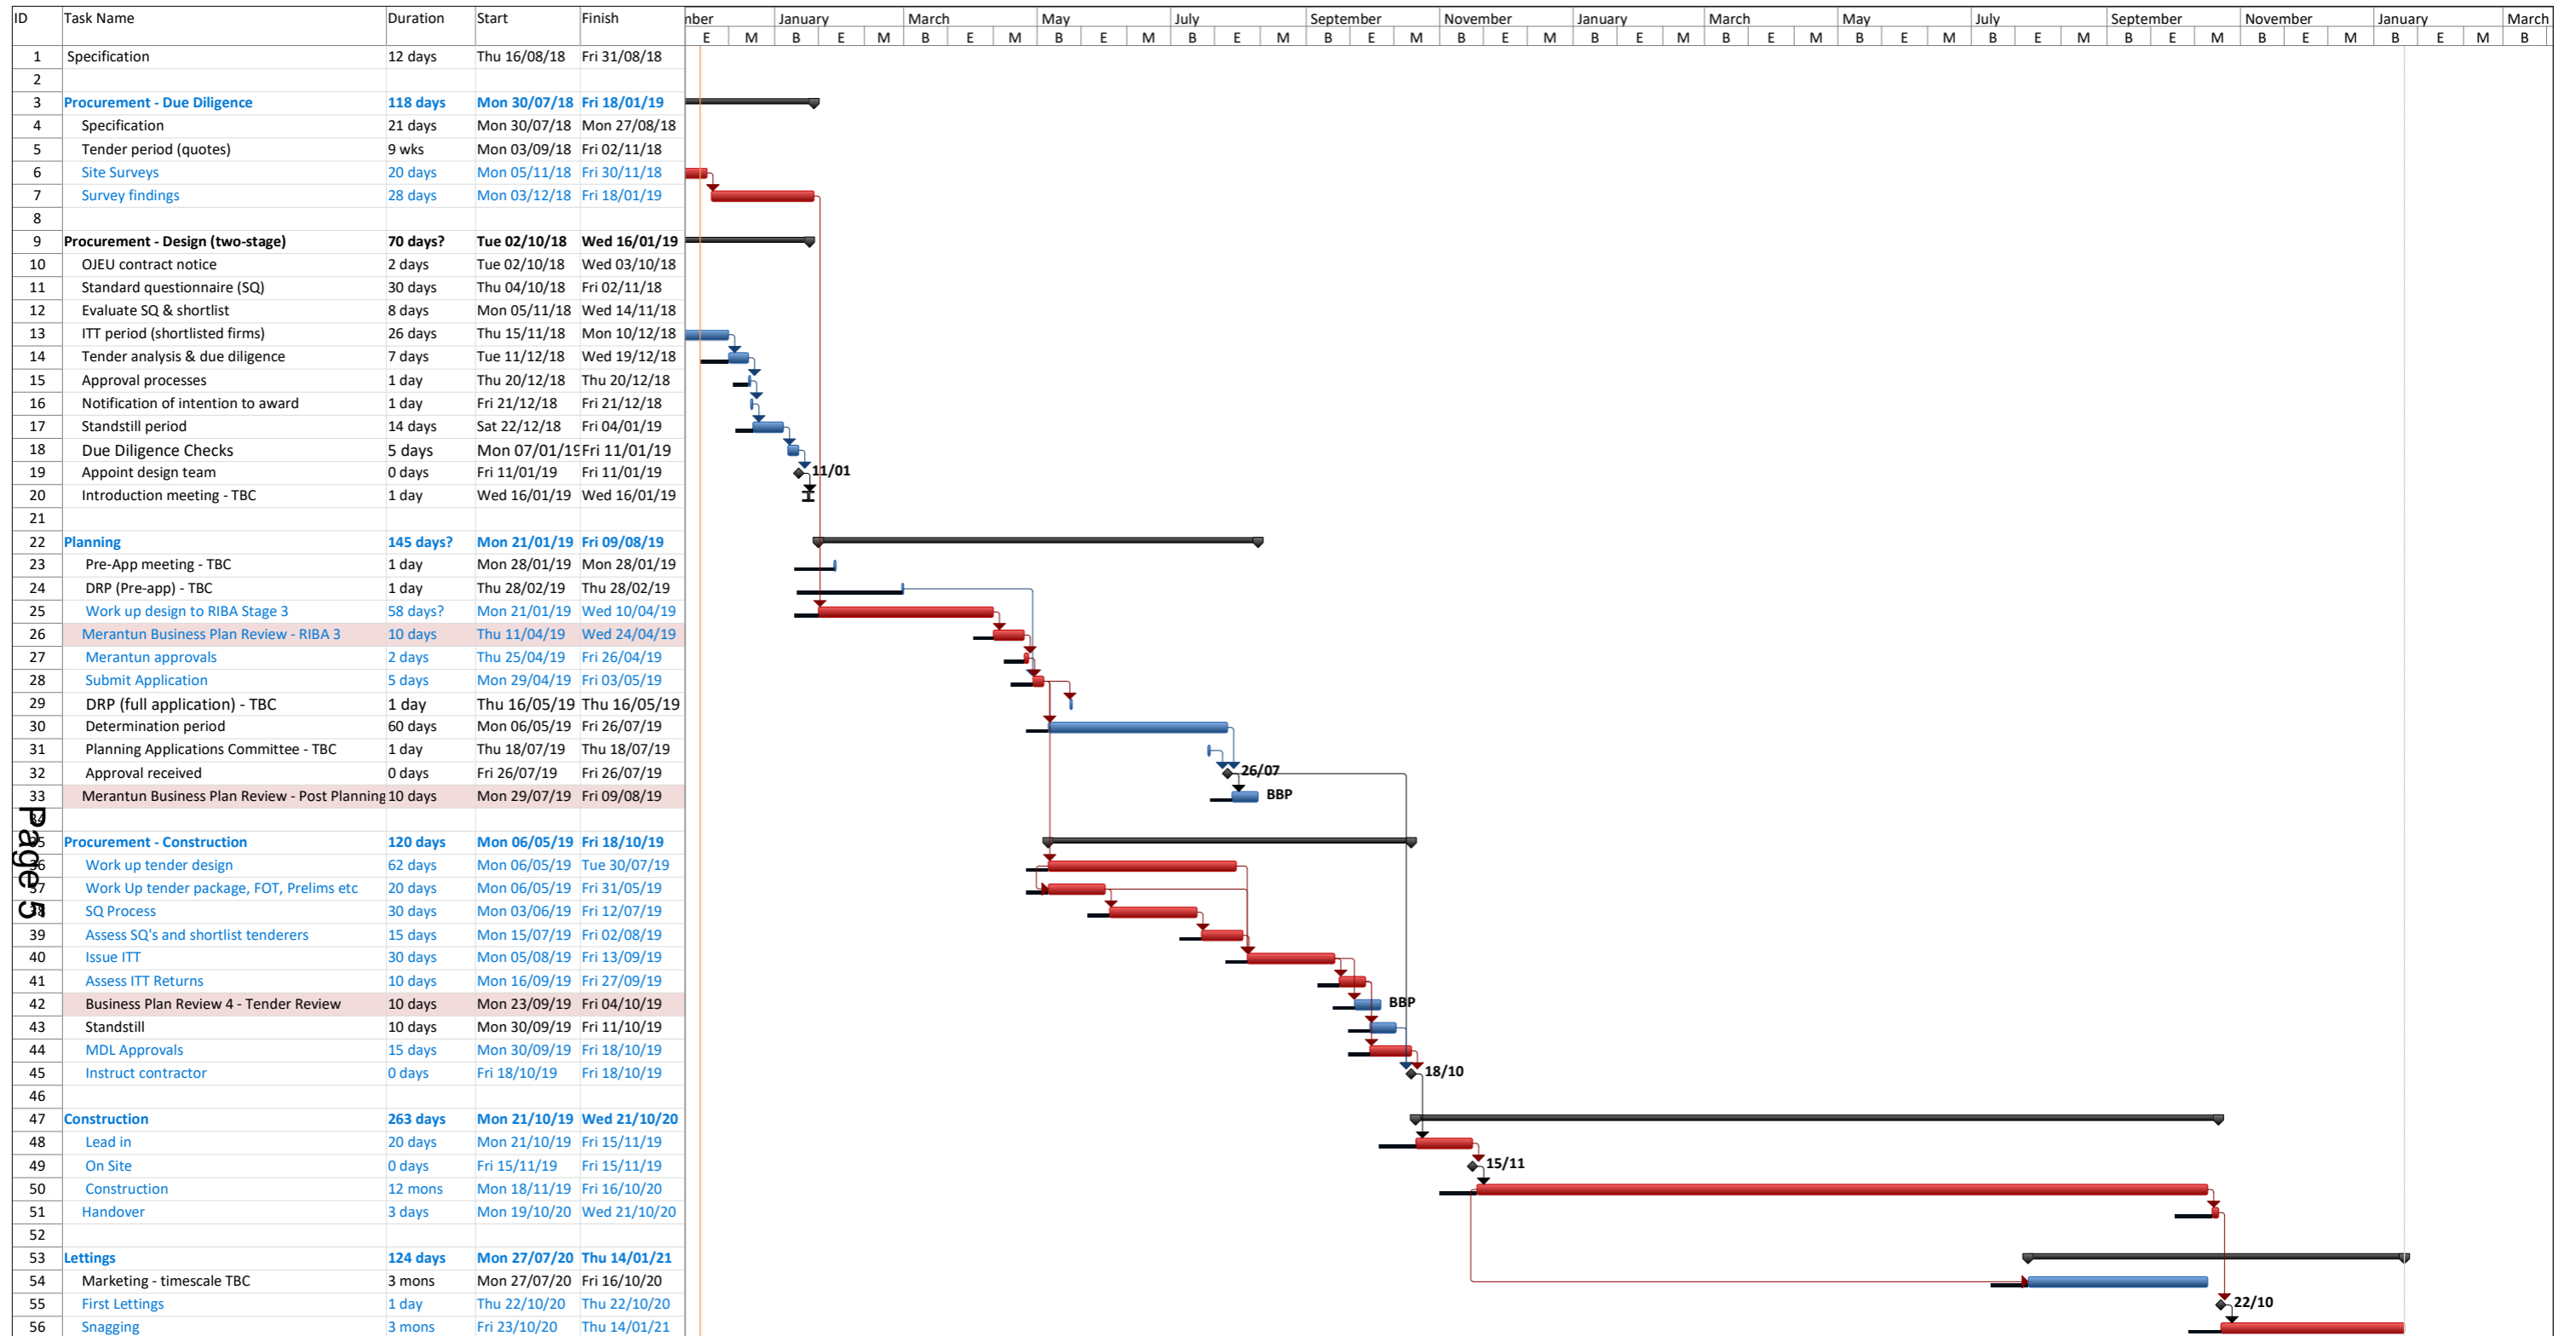 ID Task Name Duration Start Finish mber January March May July September November January March May July September November January March
E M B E M B E M B E M B E M B E M B E M B E M B E M B E M B E M B E M B E M B E M B
1 Specification 12 days Thu 16/08/18 Fri 31/08/18
2
3 Procurement - Due Diligence 118 days Mon 30/07/18 Fri 18/01/19
4 Specification 21 days Mon 30/07/18 Mon 27/08/18
5 Tender period (quotes) 9 wks Mon 03/09/18 Fri 02/11/18
6 Site Surveys 20 days Mon 05/11/18 Fri 30/11/18
7 Survey findings 28 days Mon 03/12/18 Fri 18/01/19
8
9 Procurement - Design (two-stage) 70 days? Tue 02/10/18 Wed 16/01/19
10 OJEU contract notice 2 days Tue 02/10/18 Wed 03/10/18
11 Standard questionnaire (SQ) 30 days Thu 04/10/18 Fri 02/11/18
12 Evaluate SQ & shortlist 8 days Mon 05/11/18 Wed 14/11/18
13 ITT period (shortlisted firms) 26 days Thu 15/11/18 Mon 10/12/18
14 Tender analysis & due diligence 7 days Tue 11/12/18 Wed 19/12/18
15 Approval processes 1 day Thu 20/12/18 Thu 20/12/18
16 Notification of intention to award 1 day Fri 21/12/18 Fri 21/12/18
17 Standstill period 14 days Sat 22/12/18 Fri 04/01/19
18 Due Diligence Checks 5 days Mon 07/01/19 Fri 11/01/19
19 Appoint design team 0 days Fri 11/01/19 Fri 11/01/19 11/01
20 Introduction meeting - TBC 1 day Wed 16/01/19 Wed 16/01/19
21
22 Planning 145 days? Mon 21/01/19 Fri 09/08/19
23 Pre-App meeting - TBC 1 day Mon 28/01/19 Mon 28/01/19
24 DRP (Pre-app) - TBC 1 day Thu 28/02/19 Thu 28/02/19
25 Work up design to RIBA Stage 3 58 days? Mon 21/01/19 Wed 10/04/19
26 Merantun Business Plan Review - RIBA 3 10 days Thu 11/04/19 Wed 24/04/19
27 Merantun approvals 2 days Thu 25/04/19 Fri 26/04/19
28 Submit Application 5 days Mon 29/04/19 Fri 03/05/19
29 DRP (full application) - TBC 1 day Thu 16/05/19 Thu 16/05/19
30 Determination period 60 days Mon 06/05/19 Fri 26/07/19
31 Planning Applications Committee - TBC 1 day Thu 18/07/19 Thu 18/07/19
32 Approval received 0 days Fri 26/07/19 Fri 26/07/19 26/07
33 Merantun Business Plan Review - Post Planning 10 days Mon 29/07/19 Fri 09/08/19 BBP
34
35 Procurement - Construction 120 days Mon 06/05/19 Fri 18/10/19
36 Work up tender design 62 days Mon 06/05/19 Tue 30/07/19
37 Work Up tender package, FOT, Prelims etc 20 days Mon 06/05/19 Fri 31/05/19
38 SQ Process 30 days Mon 03/06/19 Fri 12/07/19
39 Assess SQ's and shortlist tenderers 15 days Mon 15/07/19 Fri 02/08/19
40 Issue ITT 30 days Mon 05/08/19 Fri 13/09/19
41 Assess ITT Returns 10 days Mon 16/09/19 Fri 27/09/19
42 Business Plan Review 4 - Tender Review 10 days Mon 23/09/19 Fri 04/10/19 BBP
43 Standstill 10 days Mon 30/09/19 Fri 11/10/19
44 MDL Approvals 15 days Mon 30/09/19 Fri 18/10/19
45 Instruct contractor 0 days Fri 18/10/19 Fri 18/10/19 18/10
46
47 Construction 263 days Mon 21/10/19 Wed 21/10/20
48 Lead in 20 days Mon 21/10/19 Fri 15/11/19
49 On Site 0 days Fri 15/11/19 Fri 15/11/19 15/11
50 Construction 12 mons Mon 18/11/19 Fri 16/10/20
51 Handover 3 days Mon 19/10/20 Wed 21/10/20
52
53 Lettings 124 days Mon 27/07/20 Thu 14/01/21
54 Marketing - timescale TBC 3 mons Mon 27/07/20 Fri 16/10/20
55 First Lettings 1 day Thu 22/10/20 Thu 22/10/20 22/10
56 Snagging 3 mons Fri 23/10/20 Thu 14/01/21
Page 5